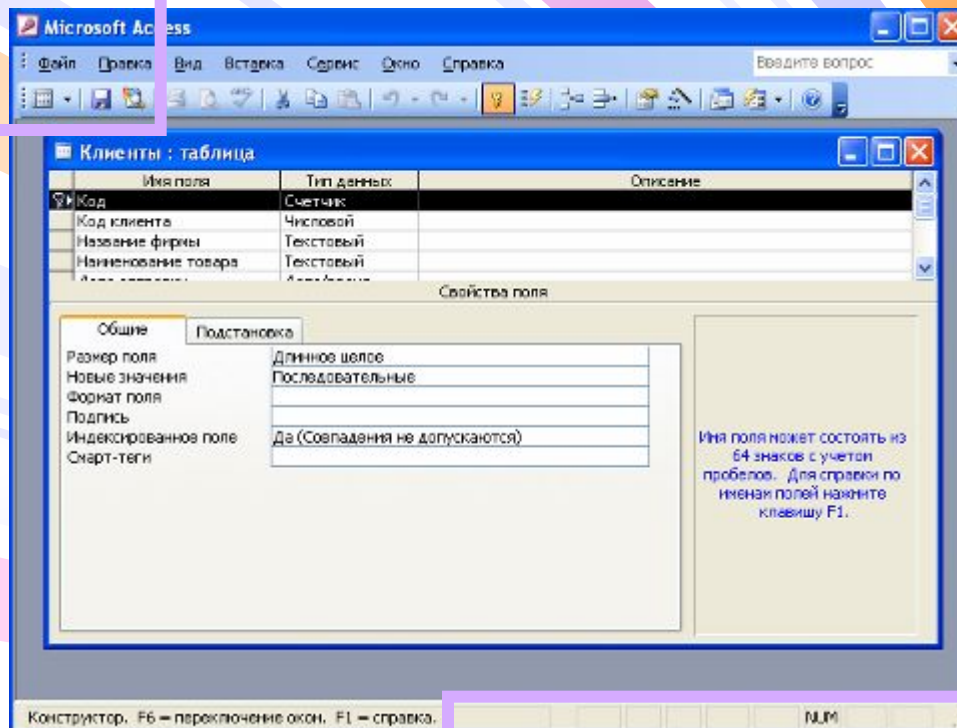 Microsoft Access
Файл Правка Вид Вставка Сервис Окно Справка Введите вопрос
Клиенты : таблица
Имя поля Тип данных Описание
Код Счетчик
Код клиента Числовой
Название фирмы Текстовый
Наименование товара Текстовый
Свойства поля
Общие Подстановка
Размер поля Длинное целое
Новые значения Последовательные
Формат поля
Подпись
Индексированное поле Да (Совпадения не допускаются)
Смарт-теги
Имя поля может состоять из
64 знаков с учетом
пробелов. Для справки по
именам полей нажмите
клавишу F1.
Конструктор. F6 = переключение окон. F1 = справка. NUM